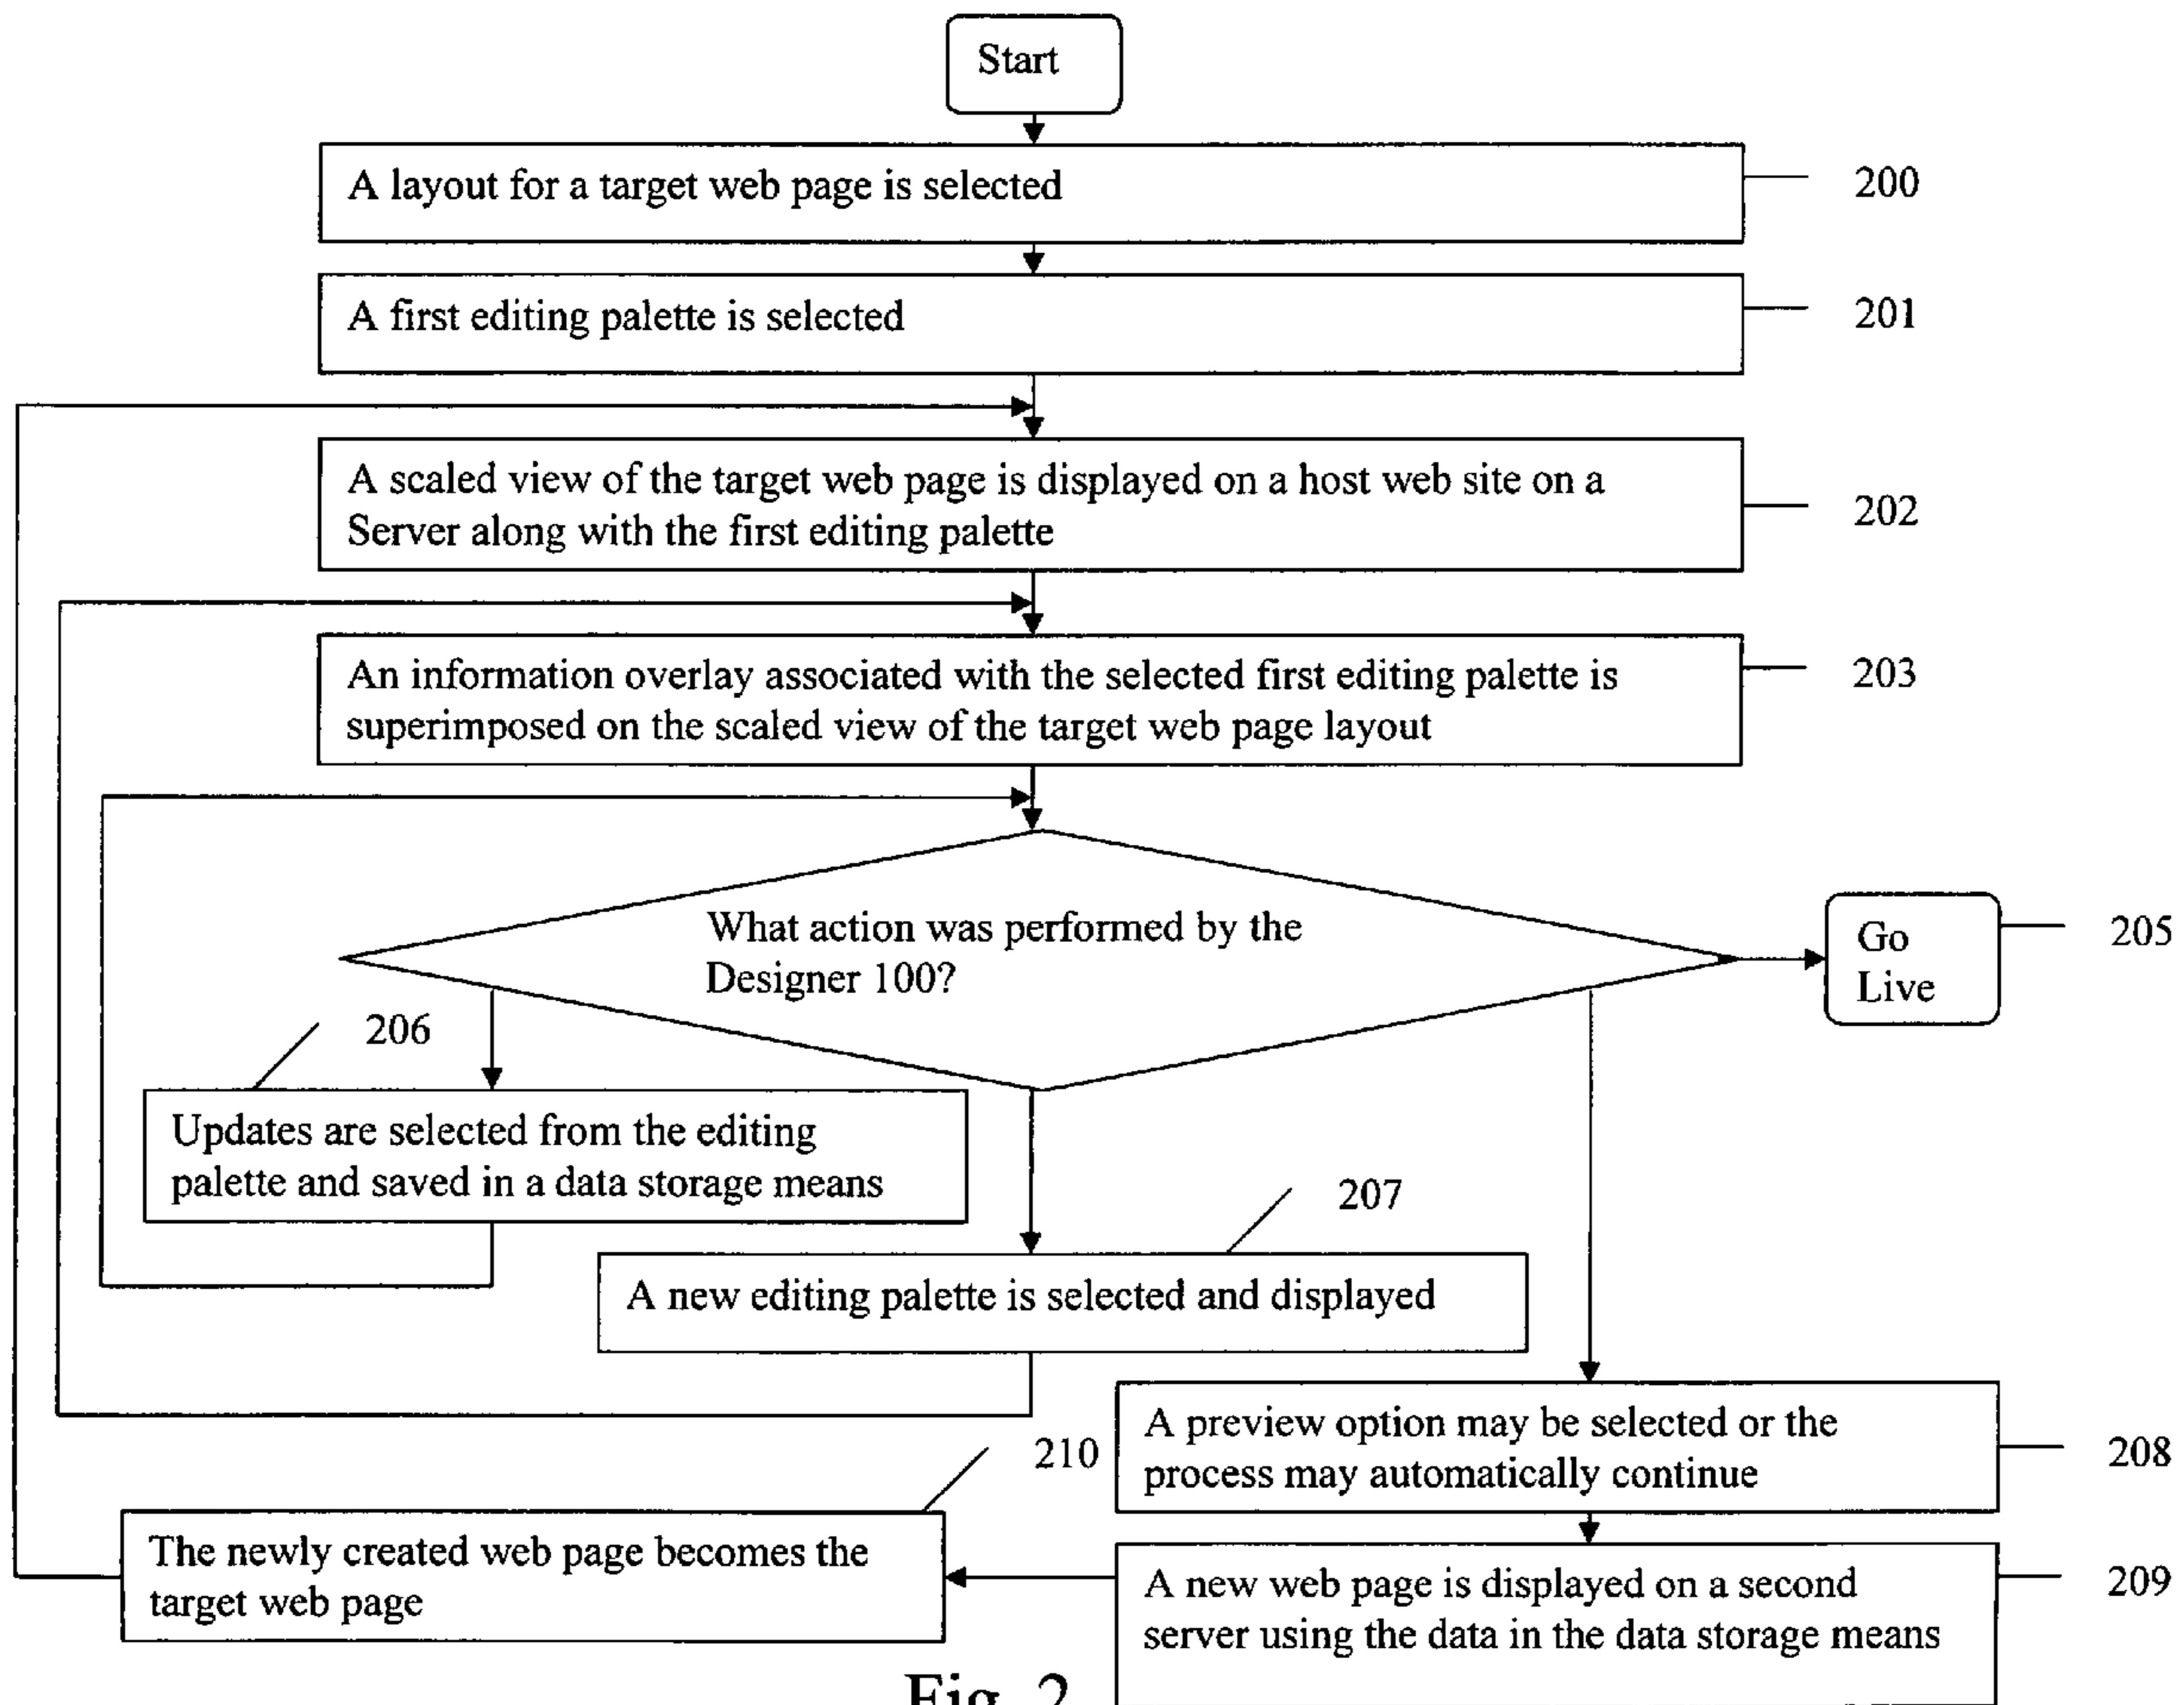 Start
A layout for a target web page is selected
200
A first editing palette is selected
201
A scaled view of the target web page is displayed on a host web site on a
Server along with the first editing palette
202
An information overlay associated with the selected first editing palette is
superimposed on the scaled view of the target web page layout
203
What action was performed by the
Designer 100?
Go
Live
205
206
Updates are selected from the editing
palette and saved in a data storage means
207
A new editing palette is selected and displayed
A preview option may be selected or the
process may automatically continue
208
210
The newly created web page becomes the
target web page
A new web page is displayed on a second
server using the data in the data storage means
209
Fig. 2